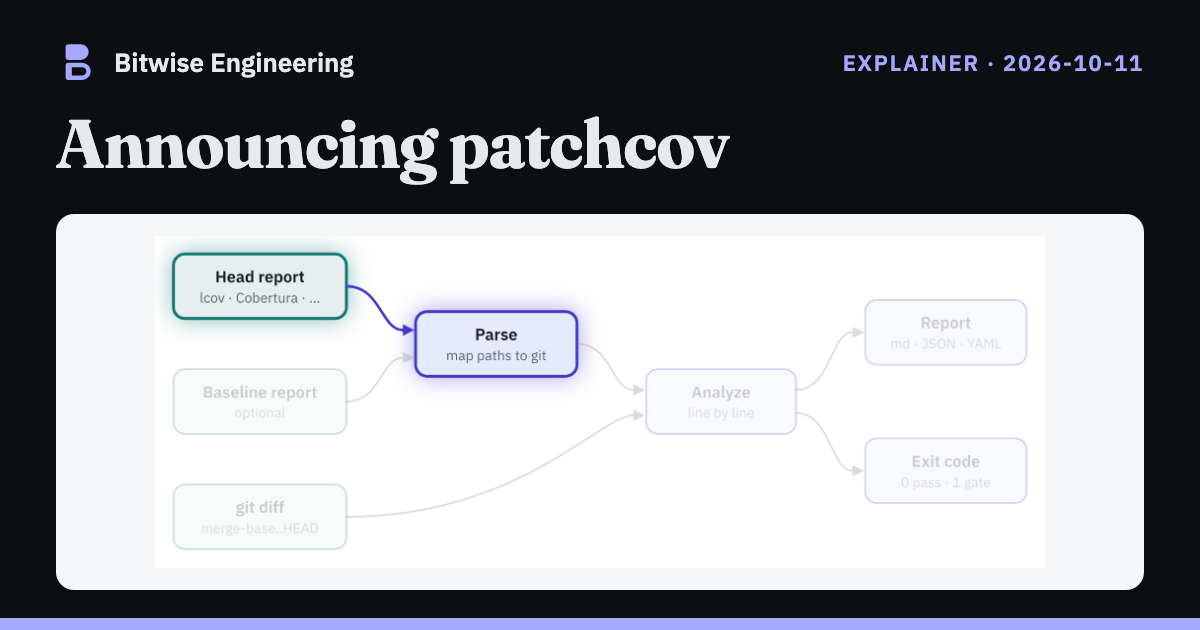 Bitwise Engineering
EXPLAINER · 2026-10-11
Announcing patchcov
Head report
lcov · Cobertura · ...
Parse
map paths to git
Baseline report
optional
git diff
merge-base..HEAD
Analyze
line by line
Report
md · JSON · YAML
Exit code
0 pass · 1 gate